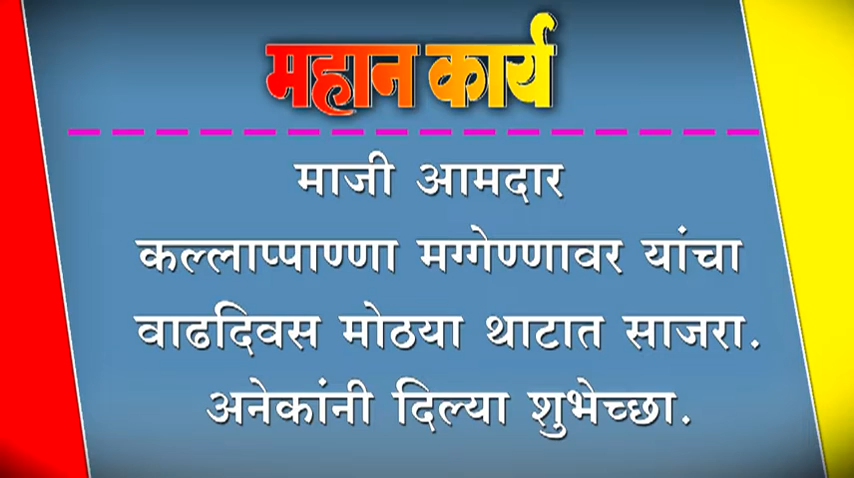 महान कार्य
माजी आमदार
कल्लाप्पाण्णा मग्गेण्णावर यांचा
वाढदिवस मोठया थाटात साजरा.
अनेकांनी दिल्या शुभेच्छा.